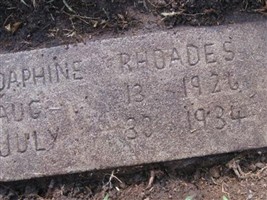 DAPHINE RHOADES
AUG 13 1926
JULY 30 1934